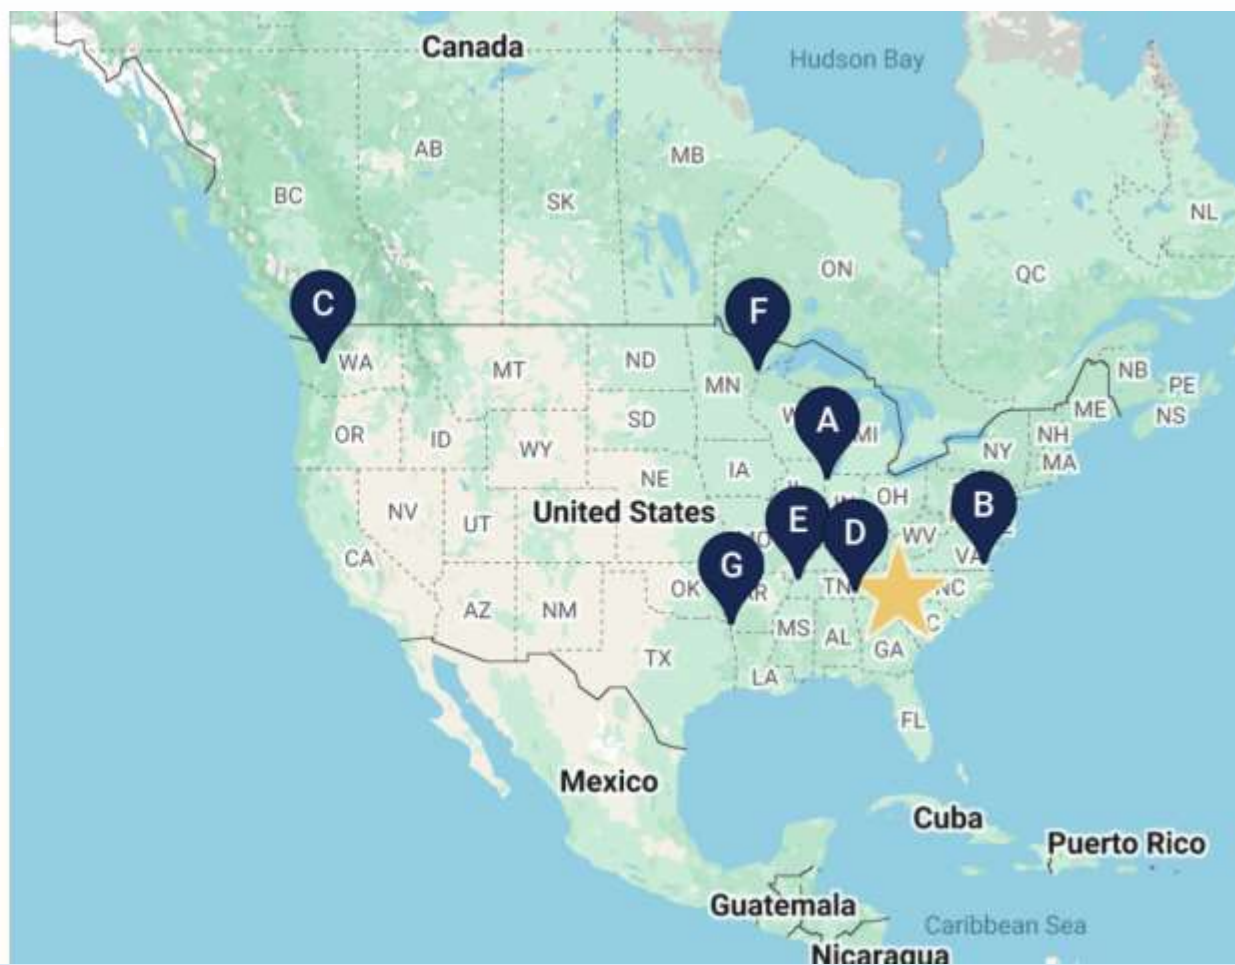 Canada
Hudson Bay
AB
MB
BC
SK
NL
ON
QC
C
F
WA
MT
ND
MN
NB
PE
SD
W
A
MI
ME
NS
OR
ID
WY
NH
NY
MA
IA
NE
OH
B
NV
UT
United States
E
D
WV
VA
CA
G
OK
R
TN
NC
AZ
NM
MS
AL
C
GA
TX
LA
FL
Mexico
Cuba
Puerto Rico
Guatemala
Caribbean Sea
Nicaragua